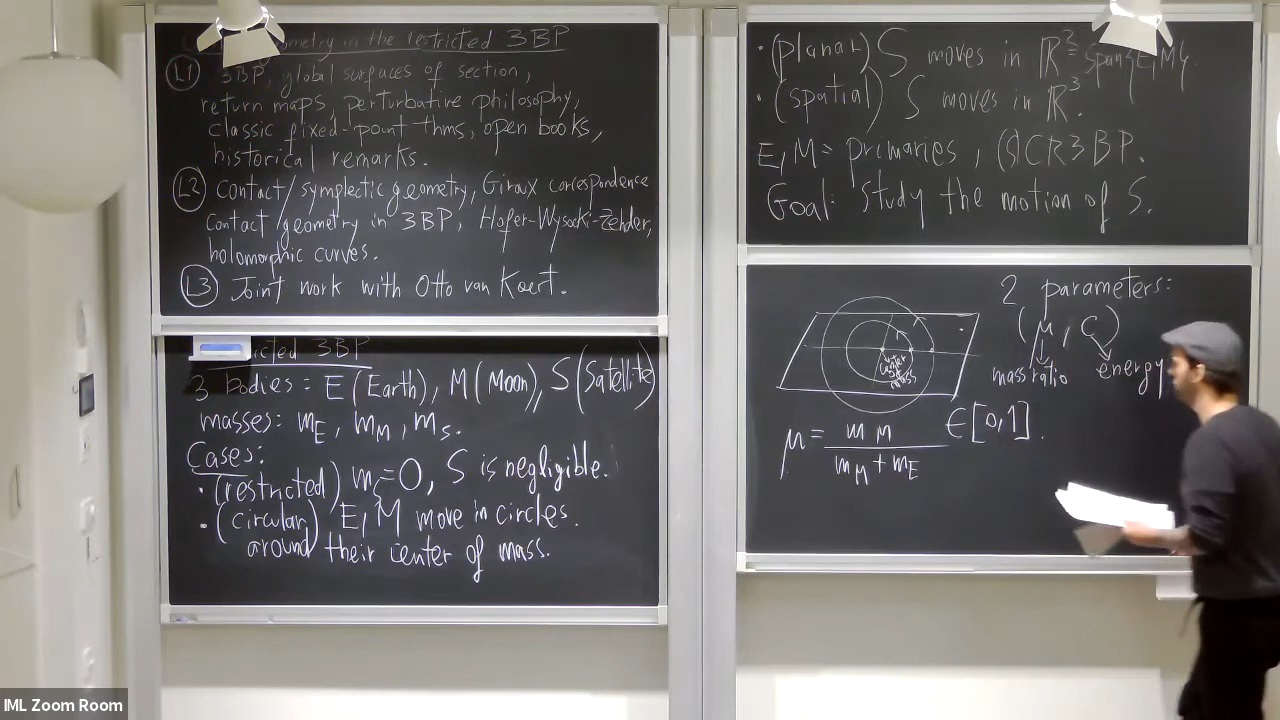 ometry in the restricted 3BP
L1 3BP, global surfaces of section,
return maps, perturbative philosophy,
classic fixed-point thms, open books,
historical remarks.
L2 Contact/symplectic geometry, Giroux correspondence
Contact geometry in 3BP, Hofer-Wysocki-Zehnder,
holomorphic curves.
L3 Joint work with Otto van Koert.
ricted 3BP
3 bodies: E (Earth), M (Moon), S (Satellite)
masses: m_E, m_M, m_S.
Cases:
· (restricted) m_S=0, S is negligible.
· (circular) E, M move in circles.
around their center of mass.
· (planar) S moves in ℝ²= span{E,M}.
· (spatial) S moves in ℝ³.
E, M = primaries, (S)CR3BP.
Goal: Study the motion of S.
center of mass
2 parameters:
(μ, c)
mass ratio energy
μ = m_M / (m_M + m_E) ∈ [0,1].
IML Zoom Room